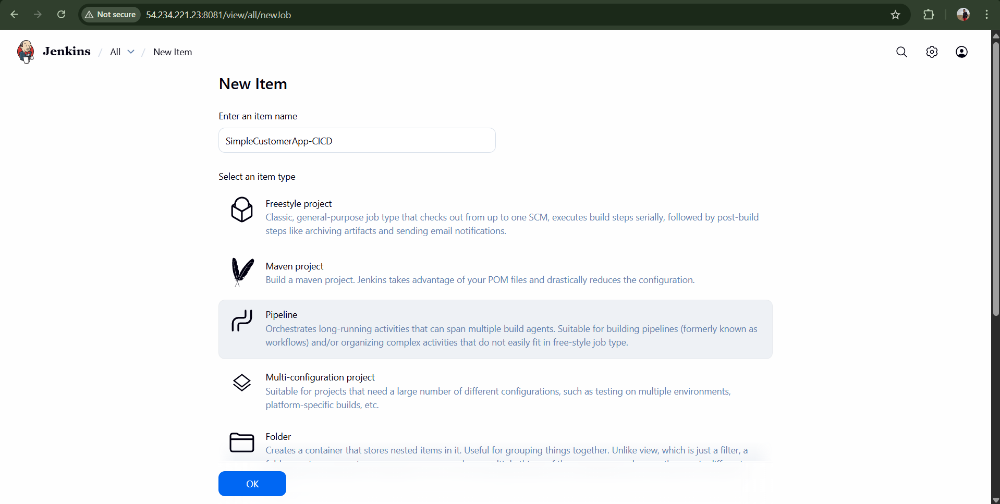 Not secure 54.234.221.23:8081/view/all/newJob
Jenkins / All / New Item
New Item
Enter an item name
SimpleCustomerApp-CICD
Select an item type
Freestyle project
Classic, general-purpose job type that checks out from up to one SCM, executes build steps serially, followed by post-build
steps like archiving artifacts and sending email notifications.
Maven project
Build a maven project. Jenkins takes advantage of your POM files and drastically reduces the configuration.
Pipeline
Orchestrates long-running activities that can span multiple build agents. Suitable for building pipelines (formerly known as
workflows) and/or organizing complex activities that do not easily fit in free-style job type.
Multi-configuration project
Suitable for projects that need a large number of different configurations, such as testing on multiple environments,
platform-specific builds, etc.
Folder
Creates a container that stores nested items in it. Useful for grouping things together. Unlike view, which is just a filter, a
OK